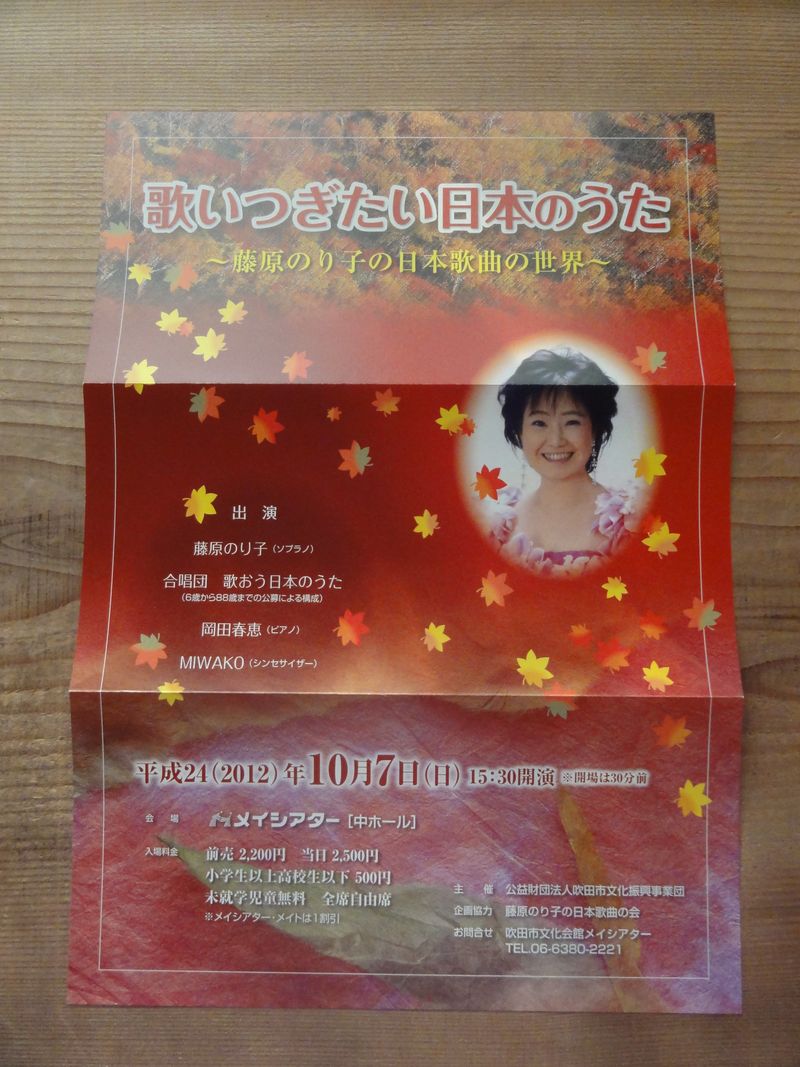 歌いつぎたい日本のうた
～藤原のり子の日本歌曲の世界～
出 演
藤原のり子(ソプラノ)
合唱団 歌おう日本のうた
(6歳から88歳までの公募による構成)
岡田春恵(ピアノ)
MIWAKO(シンセサイザー)
平成24(2012)年10月7日(日) 15:30開演 ※開場は30分前
会 場 メイシアター[中ホール]
入場料金 前売 2,200円 当日 2,500円
小学生以上高校生以下 500円
未就学児童無料 全席自由席
※メイシアター・メイトは1割引
主 催 公益財団法人吹田市文化振興事業団
企画協力 藤原のり子の日本歌曲の会
お問合せ 吹田市文化会館メイシアター
TEL.06-6380-2221